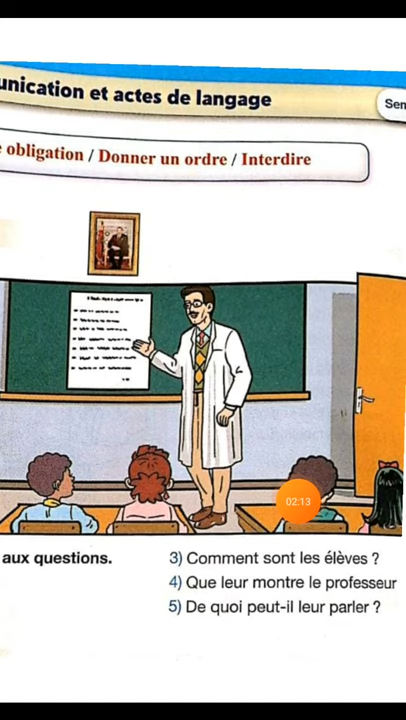 unication et actes de langage
Sem
e obligation / Donner un ordre / Interdire
02:13
aux questions.
3) Comment sont les élèves ?
4) Que leur montre le professeur
5) De quoi peut-il leur parler ?